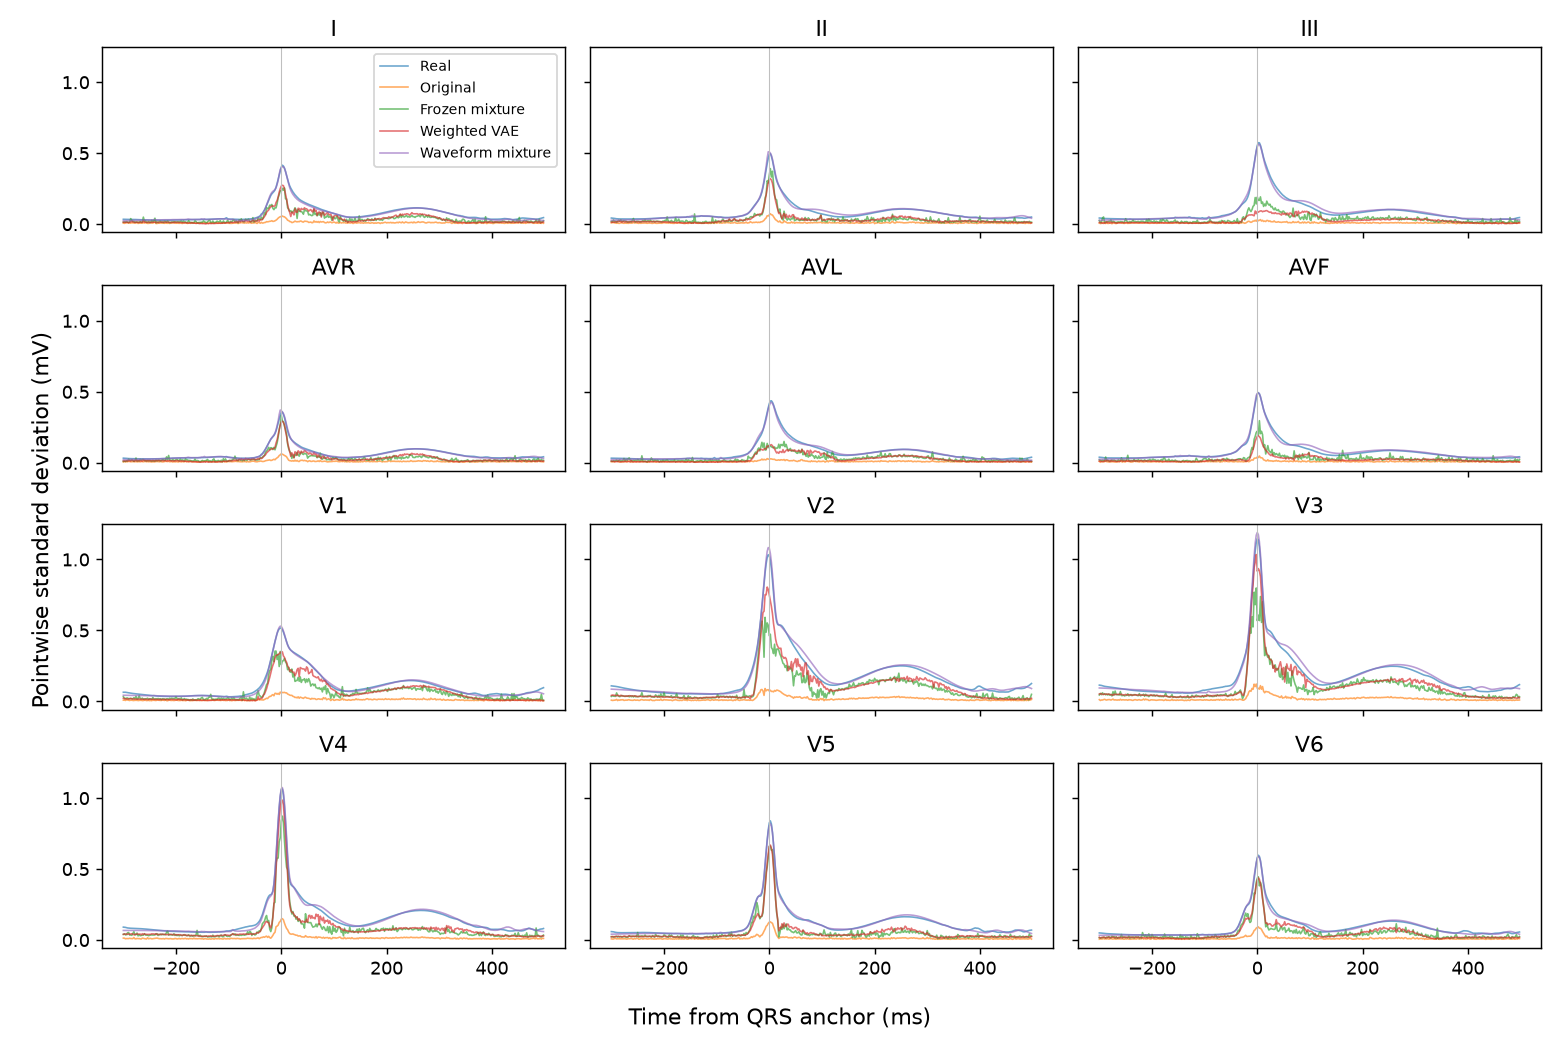 I
II
III
Real
Original
Frozen mixture
Weighted VAE
Waveform mixture
1.0
0.5
0.0
AVR
AVL
AVF
1.0
0.5
0.0
V1
V2
V3
1.0
0.5
0.0
V4
V5
V6
1.0
0.5
0.0
−200 0 200 400
−200 0 200 400
−200 0 200 400
Pointwise standard deviation (mV)
Time from QRS anchor (ms)